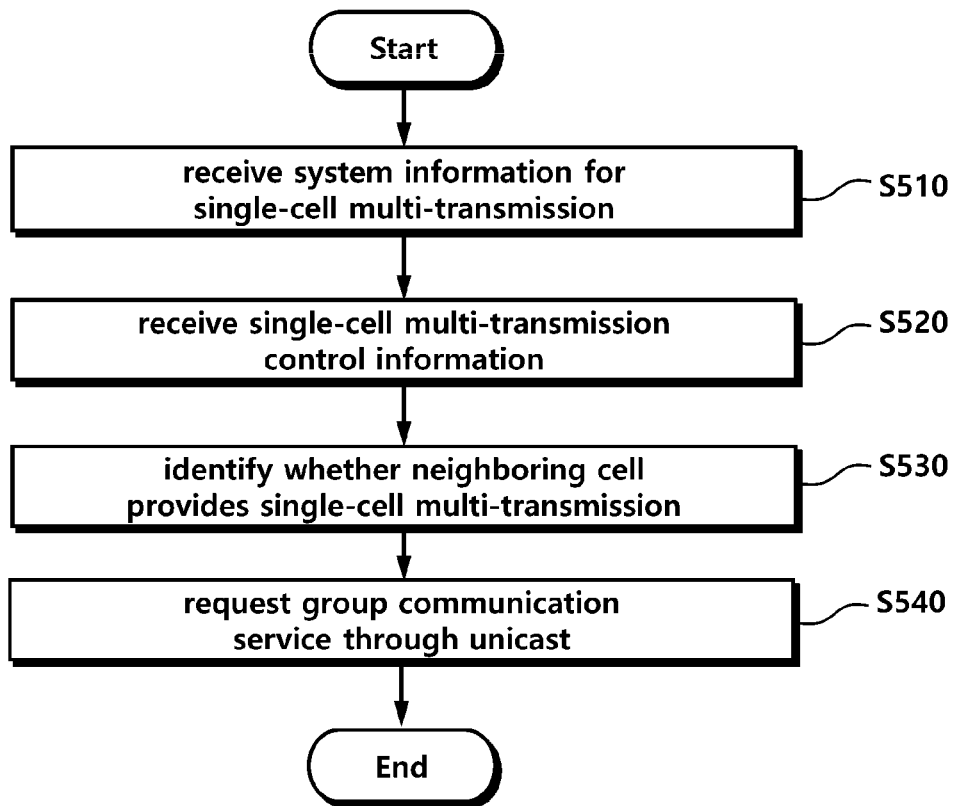 Start
receive system information for
single-cell multi-transmission
S510
receive single-cell multi-transmission
control information
S520
identify whether neighboring cell
provides single-cell multi-transmission
S530
request group communication
service through unicast
S540
End